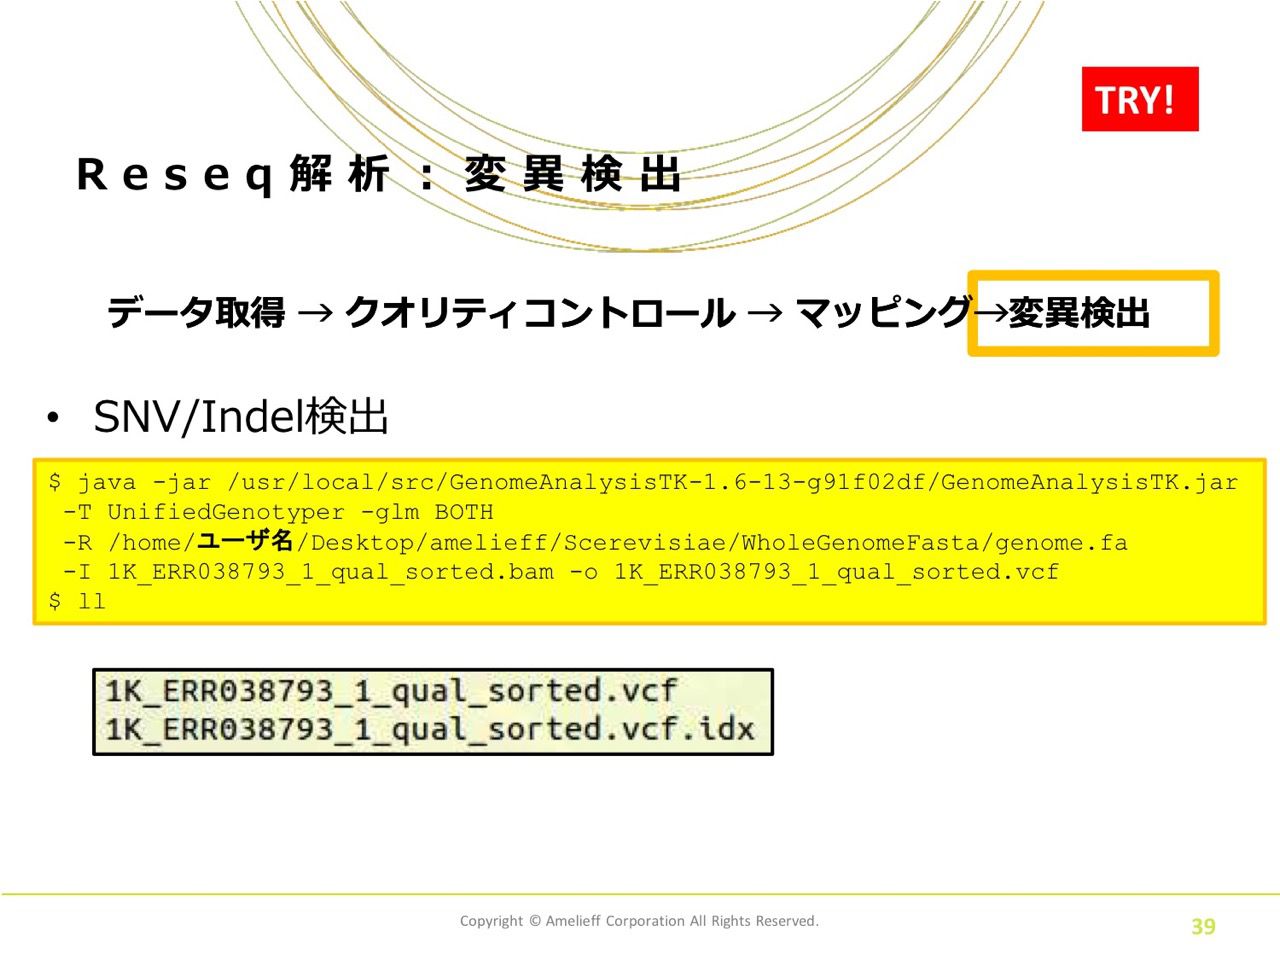 TRY!
Reseq解析：変異検出
データ取得 → クオリティコントロール → マッピング→変異検出
• SNV/Indel検出
$ java -jar /usr/local/src/GenomeAnalysisTK-1.6-13-g91f02df/GenomeAnalysisTK.jar
-T UnifiedGenotyper -glm BOTH
-R /home/ユーザ名/Desktop/amelieff/Scerevisiae/WholeGenomeFasta/genome.fa
-I 1K_ERR038793_1_qual_sorted.bam -o 1K_ERR038793_1_qual_sorted.vcf
$ ll
1K_ERR038793_1_qual_sorted.vcf
1K_ERR038793_1_qual_sorted.vcf.idx
Copyright © Amelieff Corporation All Rights Reserved.
39